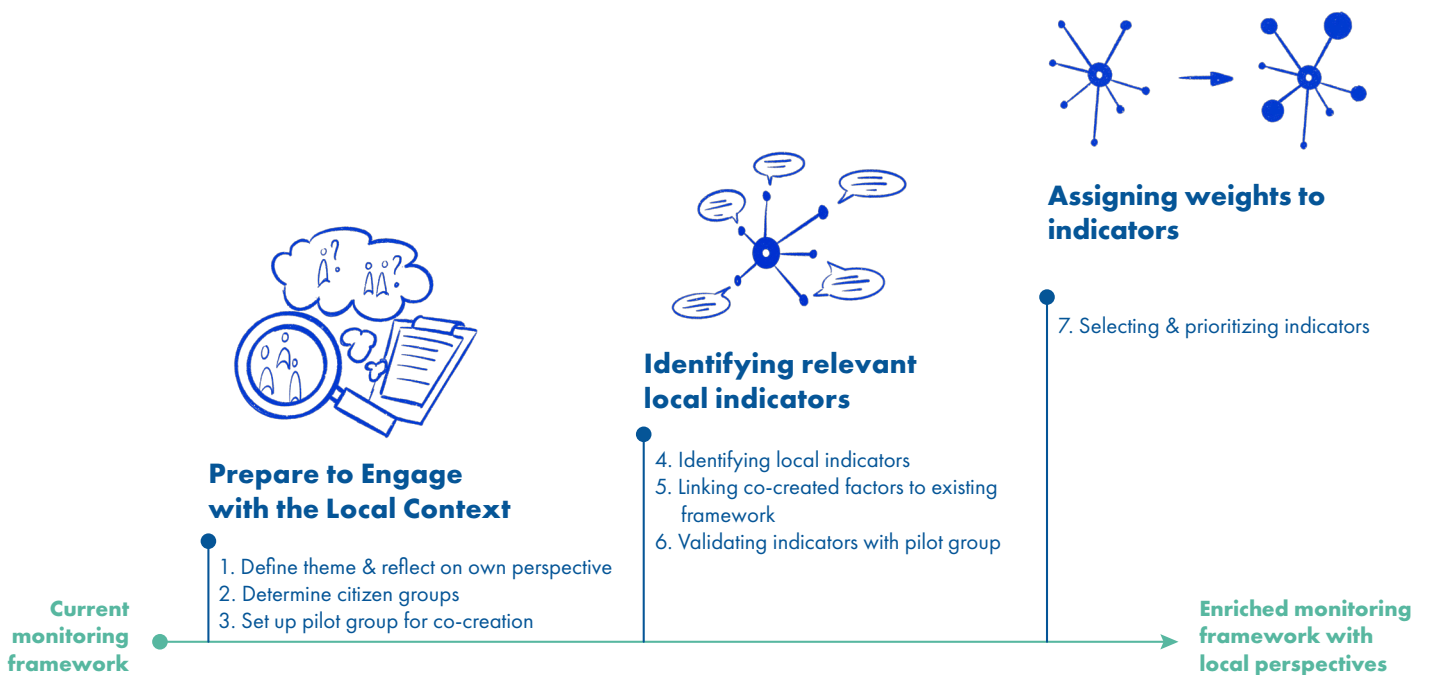 Current
monitoring
framework
Prepare to Engage
with the Local Context
1. Define theme & reflect on own perspective
2. Determine citizen groups
3. Set up pilot group for co-creation
Identifying relevant
local indicators
4. Identifying local indicators
5. Linking co-created factors to existing
framework
6. Validating indicators with pilot group
Assigning weights to
indicators
7. Selecting & prioritizing indicators
Enriched monitoring
framework with
local perspectives
? ?